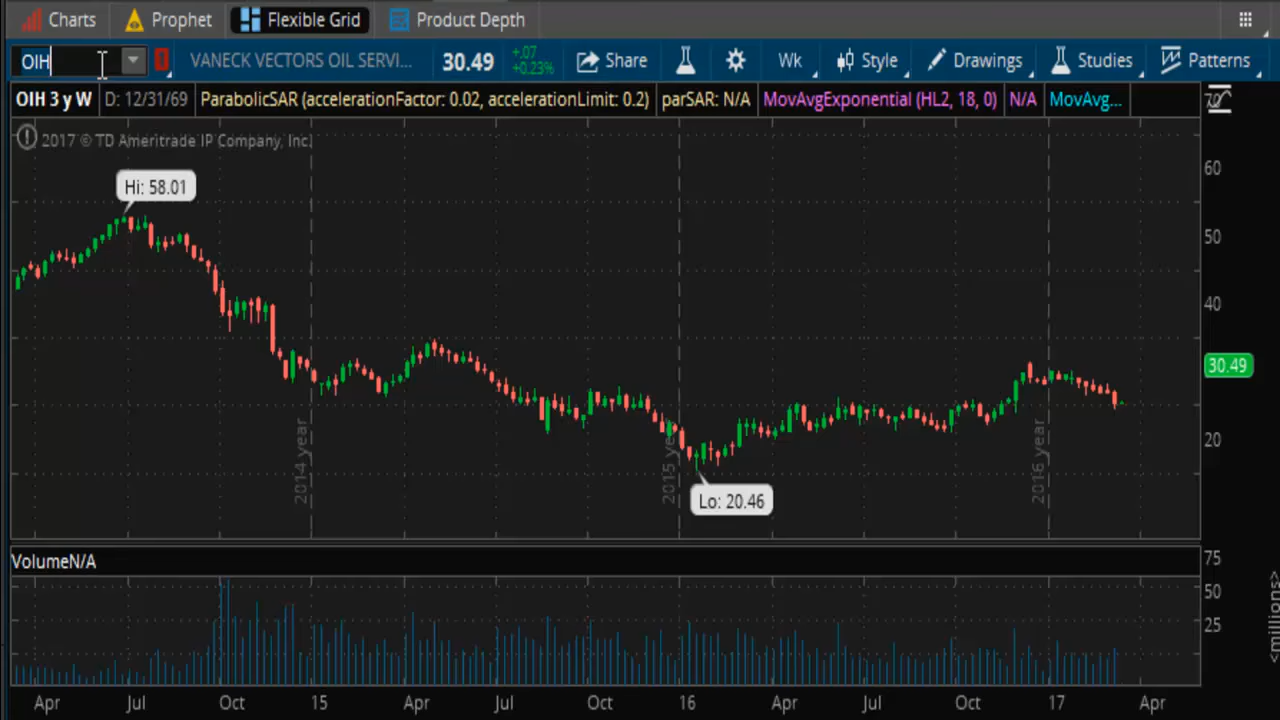 Charts Prophet Flexible Grid Product Depth
OIH VANECK VECTORS OIL SERVI... 30.49 +.07 +0.23% Share Wk Style Drawings Studies Patterns
OIH 3 y W D: 12/31/69 ParabolicSAR (accelerationFactor: 0.02, accelerationLimit: 0.2) parSAR: N/A MovAvgExponential (HL2, 18, 0) N/A MovAvg...
2017 © TD Ameritrade IP Company, Inc.
Hi: 58.01
60
50
40
30.49
20
2014 year
2015 year
2016 year
Lo: 20.46
VolumeN/A
75
50
25
<millions>
Apr Jul Oct 15 Apr Jul Oct 16 Apr Jul Oct 17 Apr